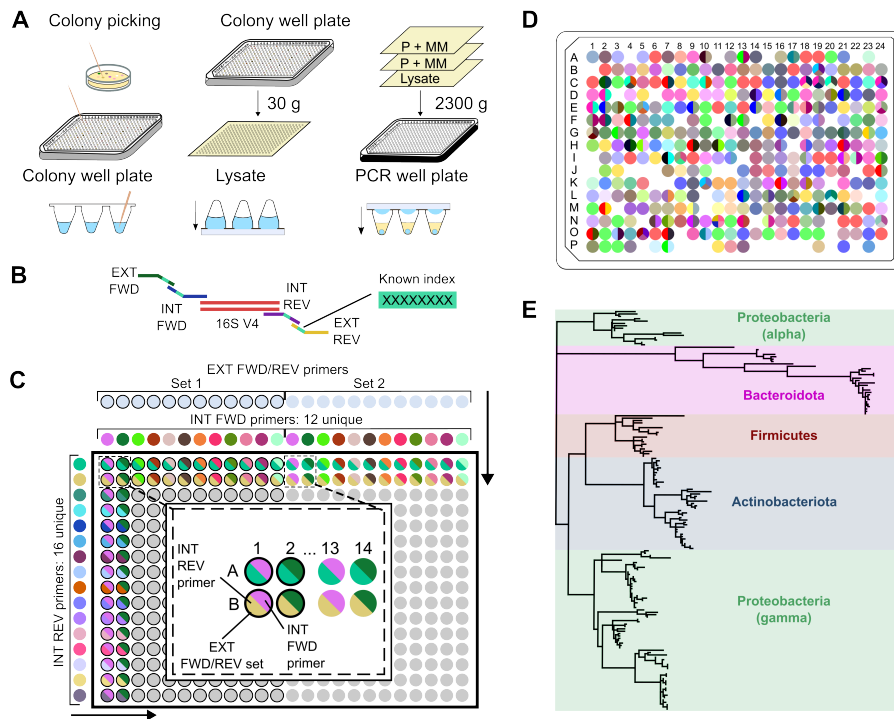 A
Colony picking
Colony well plate
Colony well plate
30 g
Lysate
P + MM
P + MM
Lysate
2300 g
PCR well plate
B
EXT
FWD
INT
FWD
16S V4
INT
REV
EXT
REV
Known index
XXXXXXXX
C
EXT FWD/REV primers
Set 1
Set 2
INT FWD primers: 12 unique
INT REV primers: 16 unique
1 2 ... 13 14
A
B
INT
REV
primer
EXT
FWD/REV set
INT
FWD
primer
D
1 2 3 4 5 6 7 8 9 10 11 12 13 14 15 16 17 18 19 20 21 22 23 24
A
B
C
D
E
F
G
H
I
J
K
L
M
N
O
P
E
Proteobacteria
(alpha)
Bacteroidota
Firmicutes
Actinobacteriota
Proteobacteria
(gamma)